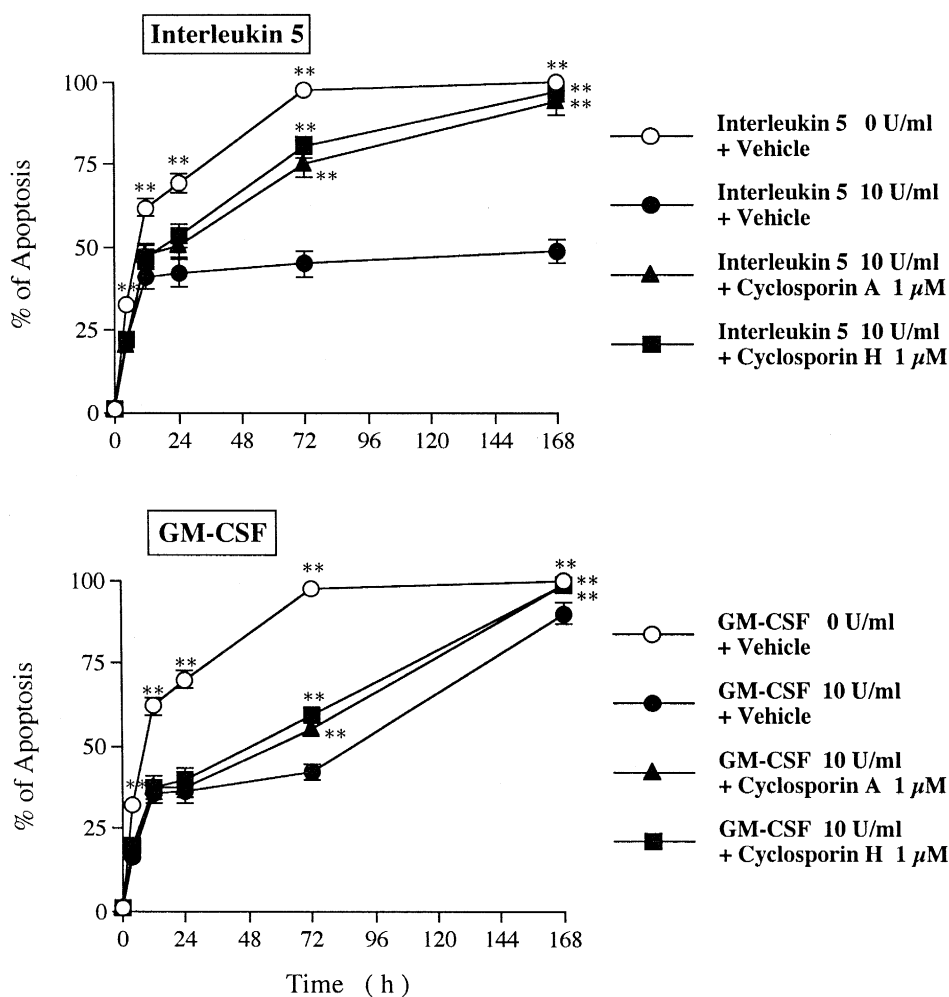 Interleukin 5
**
**
**
**
**
**
**
**
**
100
75
50
25
0
% of Apoptosis
0 24 48 72 96 120 144 168
Interleukin 5 0 U/ml
+ Vehicle
Interleukin 5 10 U/ml
+ Vehicle
Interleukin 5 10 U/ml
+ Cyclosporin A 1 µM
Interleukin 5 10 U/ml
+ Cyclosporin H 1 µM
GM-CSF
**
**
**
**
**
**
**
**
**
100
75
50
25
0
% of Apoptosis
0 24 48 72 96 120 144 168
Time ( h )
GM-CSF 0 U/ml
+ Vehicle
GM-CSF 10 U/ml
+ Vehicle
GM-CSF 10 U/ml
+ Cyclosporin A 1 µM
GM-CSF 10 U/ml
+ Cyclosporin H 1 µM